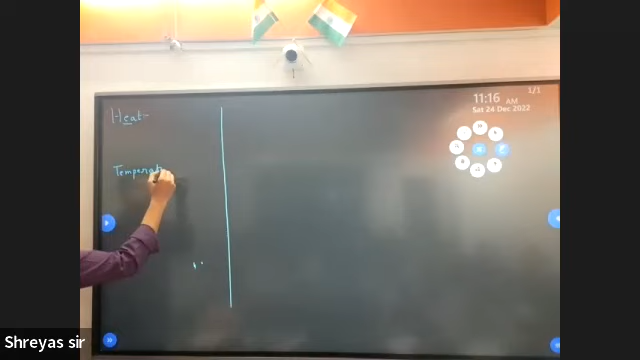 1/1
11:16 AM
Sat 24 Dec 2022
Heat
Temperat
Shreyas sir